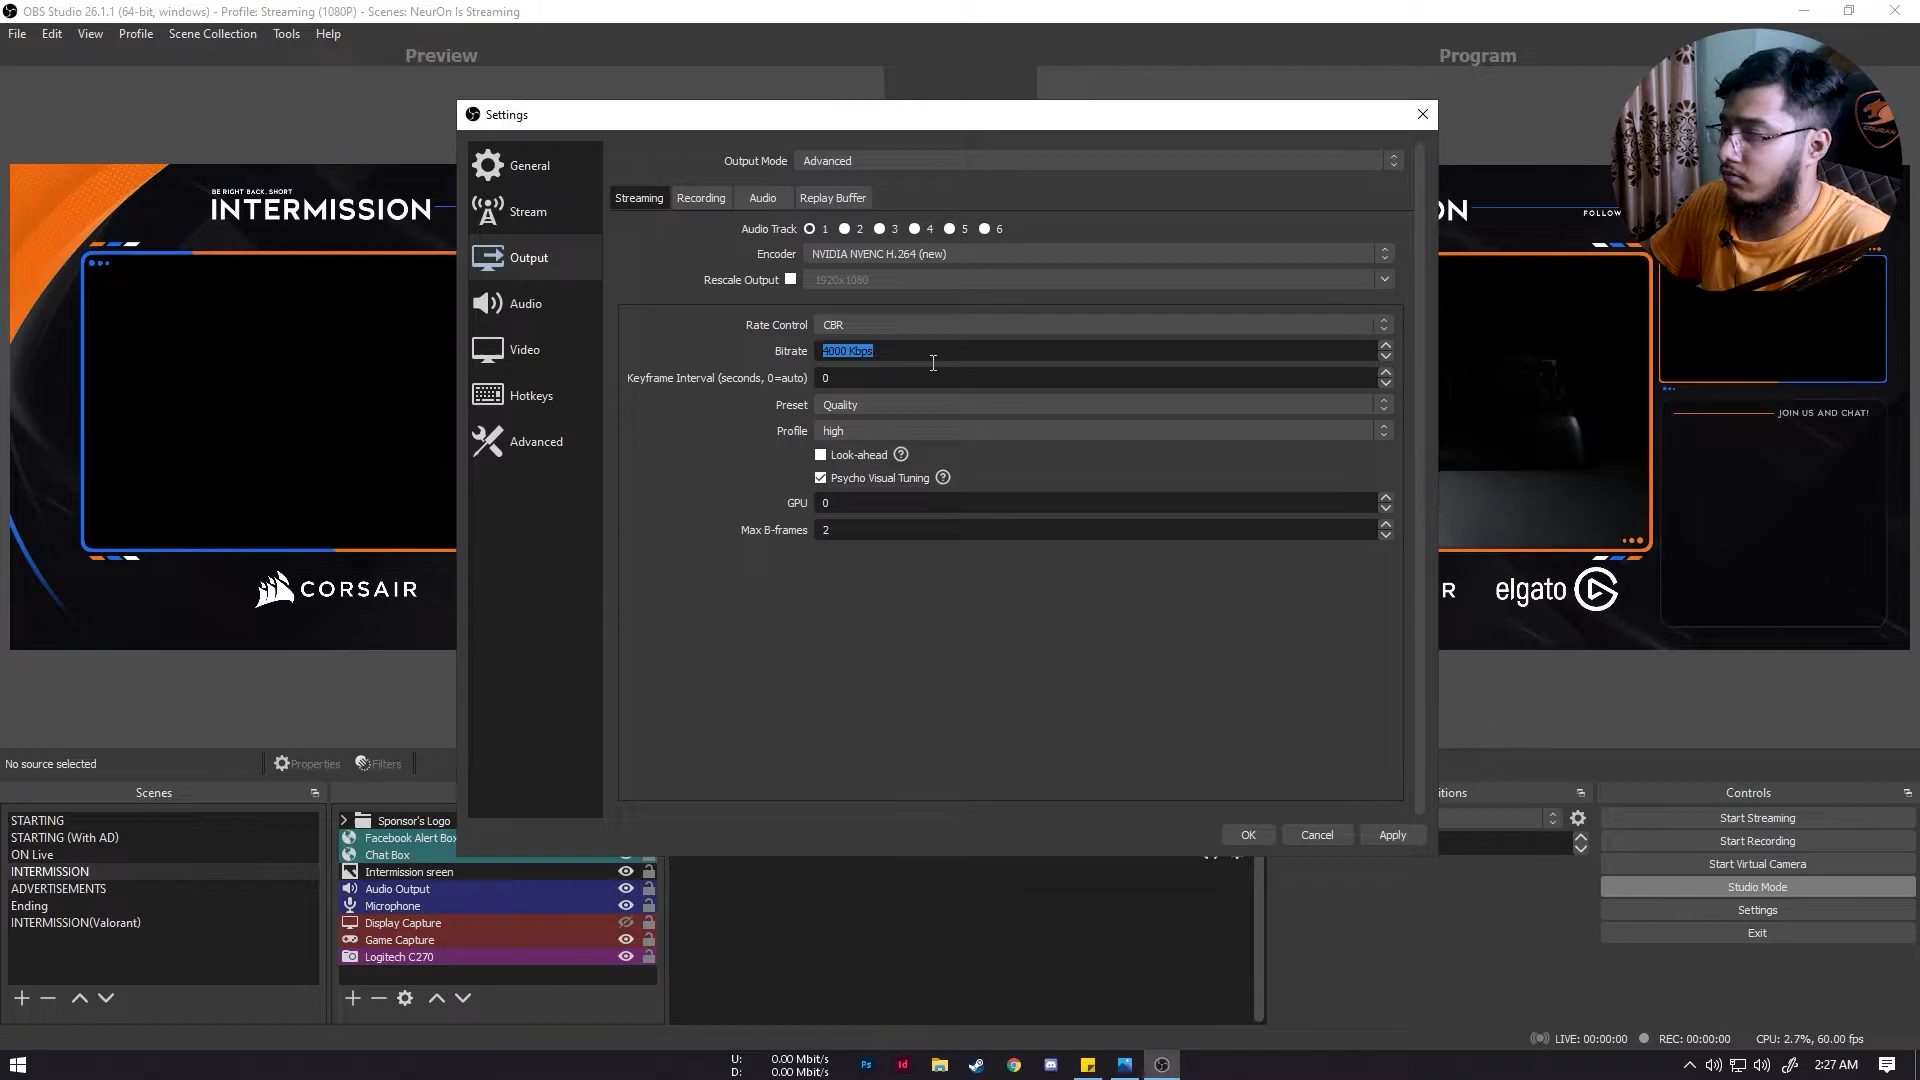 OBS Studio 26.1.1 (64-bit, windows) - Profile: Streaming (1080P) - Scenes: NeurOn Is Streaming
File Edit View Profile Scene Collection Tools Help
Preview
Program
Settings
General
Stream
Output
Audio
Video
Hotkeys
Advanced
Output Mode Advanced
Streaming Recording Audio Replay Buffer
Audio Track 1 2 3 4 5 6
Encoder NVIDIA NVENC H.264 (new)
Rescale Output 1920x1080
Rate Control CBR
Bitrate 4000 Kbps
Keyframe Interval (seconds, 0=auto) 0
Preset Quality
Profile high
Look-ahead ?
Psycho Visual Tuning ?
GPU 0
Max B-frames 2
OK Cancel Apply
BE RIGHT BACK, SHORT
INTERMISSION
CORSAIR
ON
FOLLOW
COUGAR
JOIN US AND CHAT!
R
elgato
No source selected
Properties Filters
Scenes
STARTING
STARTING (With AD)
ON Live
INTERMISSION
ADVERTISEMENTS
Ending
INTERMISSION(Valorant)
Sponsor's Logo
Facebook Alert Box
Chat Box
Intermission sreen
Audio Output
Microphone
Display Capture
Game Capture
Logitech C270
itions
Controls
Start Streaming
Start Recording
Start Virtual Camera
Studio Mode
Settings
Exit
LIVE: 00:00:00 REC: 00:00:00 CPU: 2.7%, 60.00 fps
U: 0.00 Mbit/s
D: 0.00 Mbit/s
Ps
Id
2:27 AM